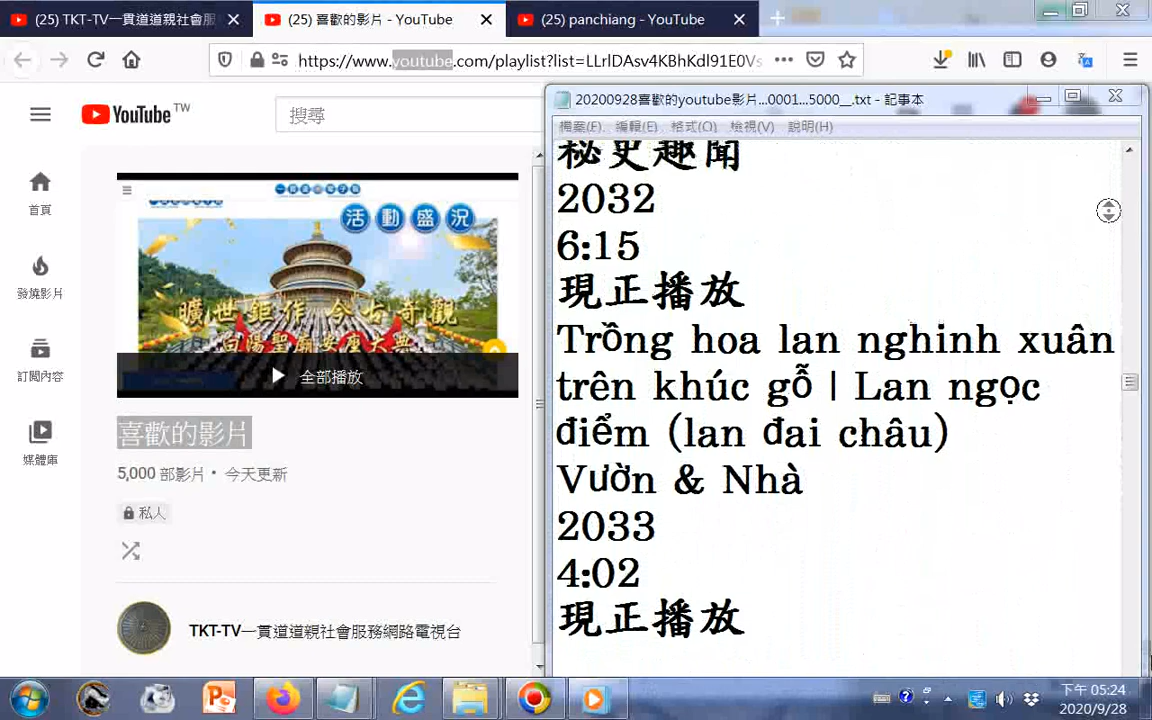 (25) TKT-TV一貫道道親社會服
(25) 喜歡的影片 - YouTube
(25) panchiang - YouTube
https://www.youtube.com/playlist?list=LLrlDAsv4KBhKdl91E0Vs
YouTube TW
搜尋
首頁
發燒影片
訂閱內容
媒體庫
活動盛況
曠世鉅作 今古奇觀
白陽聖廟安座大典
全部播放
喜歡的影片
5,000 部影片・今天更新
私人
TKT-TV一貫道道親社會服務網路電視台
20200928喜歡的youtube影片...0001...5000__.txt - 記事本
檔案(F) 編輯(E) 格式(O) 檢視(V) 說明(H)
秘史趣聞
2032
6:15
現正播放
Trồng hoa lan nghinh xuân
trên khúc gỗ | Lan ngọc
điểm (lan đai châu)
Vườn & Nhà
2033
4:02
現正播放
下午 05:24
2020/9/28